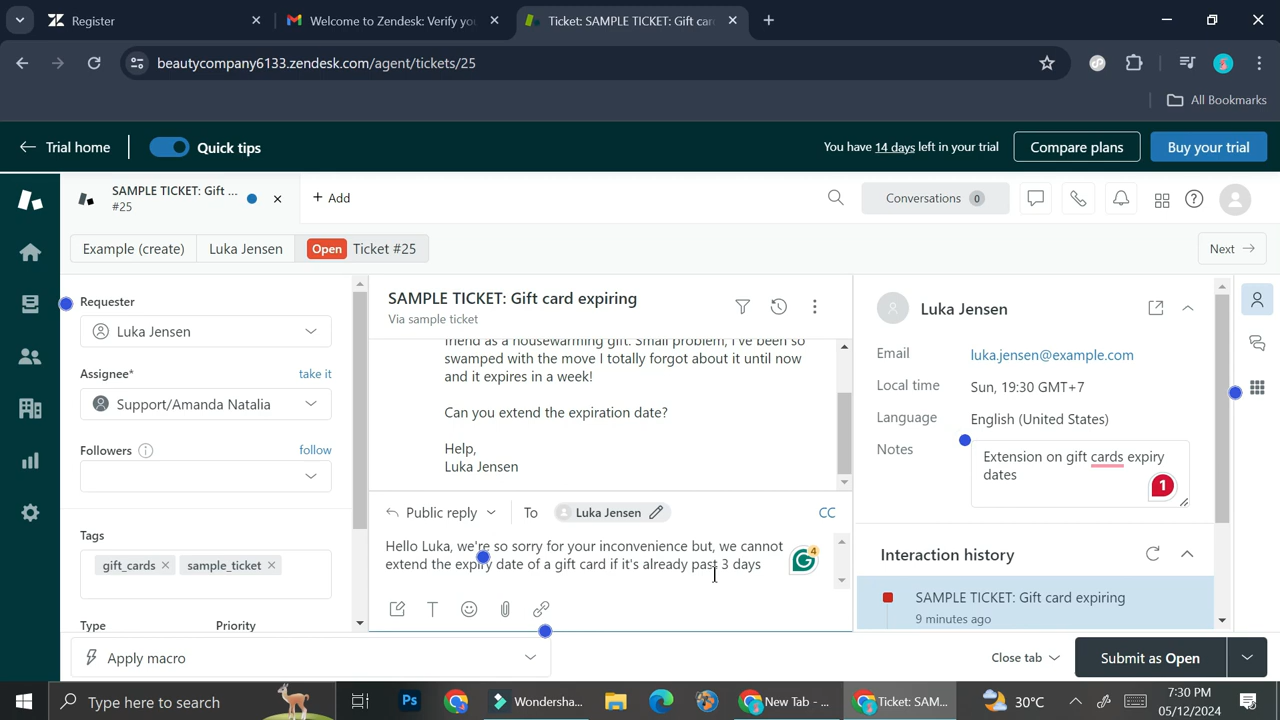 Register
Welcome to Zendesk: Verify you
Ticket: SAMPLE TICKET: Gift car
beautycompany6133.zendesk.com/agent/tickets/25
All Bookmarks
Trial home
Quick tips
You have 14 days left in your trial
Compare plans
Buy your trial
SAMPLE TICKET: Gift ...
#25
+ Add
Conversations 0
Example (create)
Luka Jensen
Open Ticket #25
Next
Requester
Luka Jensen
Assignee*
take it
Support/Amanda Natalia
Followers
follow
Tags
gift_cards
sample_ticket
Type
Priority
SAMPLE TICKET: Gift card expiring
Via sample ticket
friend as a housewarming gift. Small problem, I've been so
swamped with the move I totally forgot about it until now
and it expires in a week!
Can you extend the expiration date?
Help,
Luka Jensen
Public reply
To
Luka Jensen
CC
Hello Luka, we're so sorry for your inconvenience but, we cannot
extend the expiry date of a gift card if it's already past 3 days
4
Luka Jensen
Email
luka.jensen@example.com
Local time
Sun, 19:30 GMT+7
Language
English (United States)
Notes
Extension on gift cards expiry
dates
1
Interaction history
SAMPLE TICKET: Gift card expiring
9 minutes ago
Apply macro
Close tab
Submit as Open
Type here to search
Ps
Wondersha...
New Tab - ...
Ticket: SAM...
30°C
7:30 PM
05/12/2024